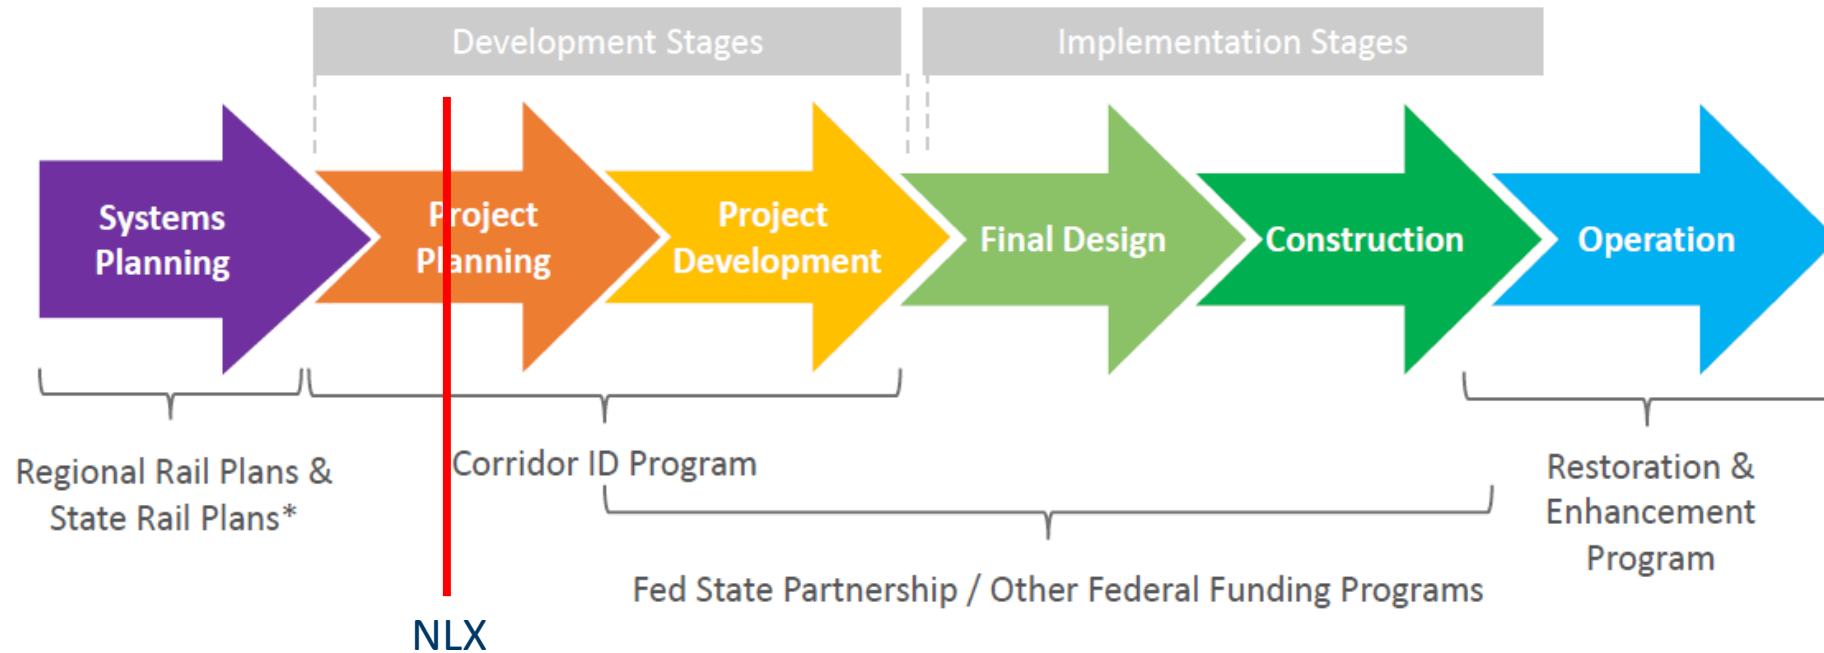 Development Stages
Implementation Stages
Systems
Planning
Project
Planning
Project
Development
Final Design
Construction
Operation
Regional Rail Plans &
State Rail Plans*
Corridor ID Program
Fed State Partnership / Other Federal Funding Programs
Restoration &
Enhancement
Program
NLX